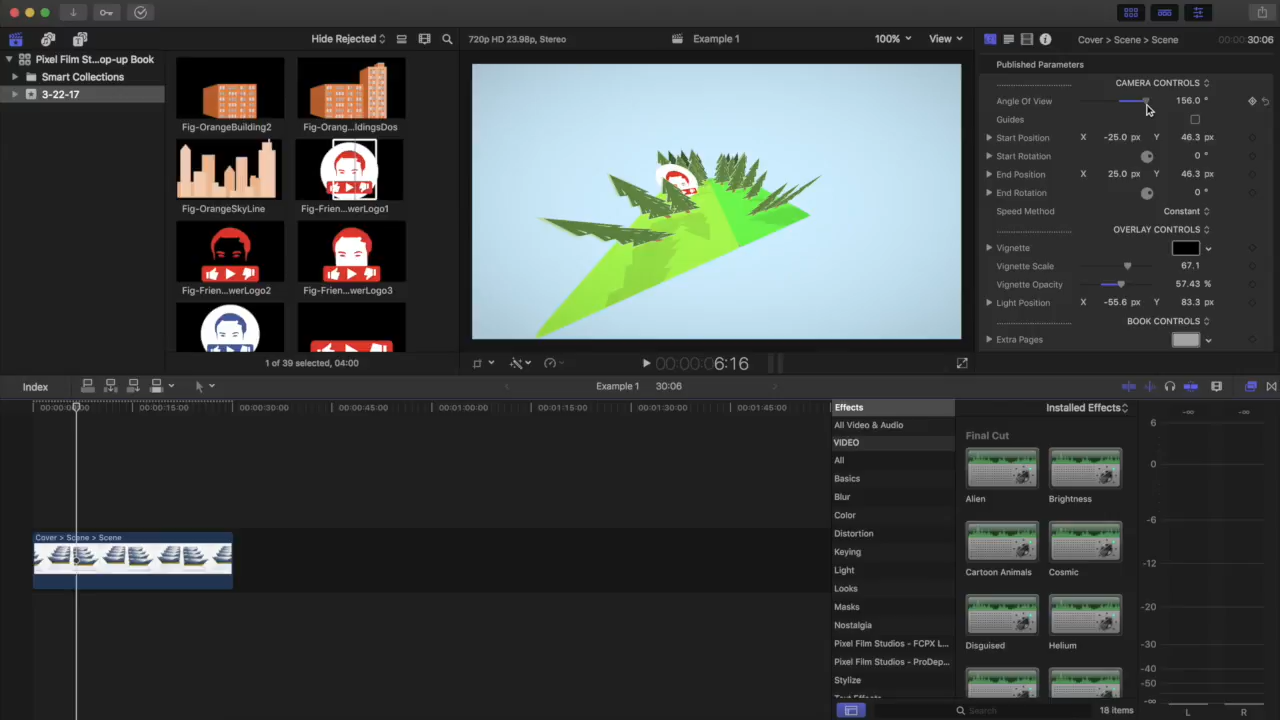 Hide Rejected
720p HD 23.98p, Stereo
Example 1
100%
View
Cover > Scene > Scene
00:00:30:06
Pixel Film St...op-up Book
Smart Collections
3-22-17
Fig-OrangeBuilding2
Fig-Orang...ldingsDos
Fig-OrangeSkyLine
Fig-Frien...werLogo1
Fig-Frien...werLogo2
Fig-Frien...werLogo3
1 of 39 selected, 04:00
00:00:00:06:16
Published Parameters
CAMERA CONTROLS
Angle Of View 156.0 °
Guides
Start Position X -25.0 px Y 46.3 px
Start Rotation 0 °
End Position X 25.0 px Y 46.3 px
End Rotation 0 °
Speed Method Constant
OVERLAY CONTROLS
Vignette
Vignette Scale 67.1
Vignette Opacity 57.43 %
Light Position X -55.6 px Y 83.3 px
BOOK CONTROLS
Extra Pages
Index
Example 1 30:06
00:00:15:00
00:00:30:00
00:00:45:00
00:01:00:00
00:01:15:00
00:01:30:00
00:01:45:00
Cover > Scene > Scene
Effects
All Video & Audio
VIDEO
All
Basics
Blur
Color
Distortion
Keying
Light
Looks
Masks
Nostalgia
Pixel Film Studios - FCPX L...
Pixel Film Studios - ProDep...
Stylize
Text Effects
Installed Effects
Final Cut
Alien
Brightness
Cartoon Animals
Cosmic
Disguised
Helium
Search
18 items
-∞ -∞
6
0
-6
-12
-20
-30
-40
-50
-∞
L R